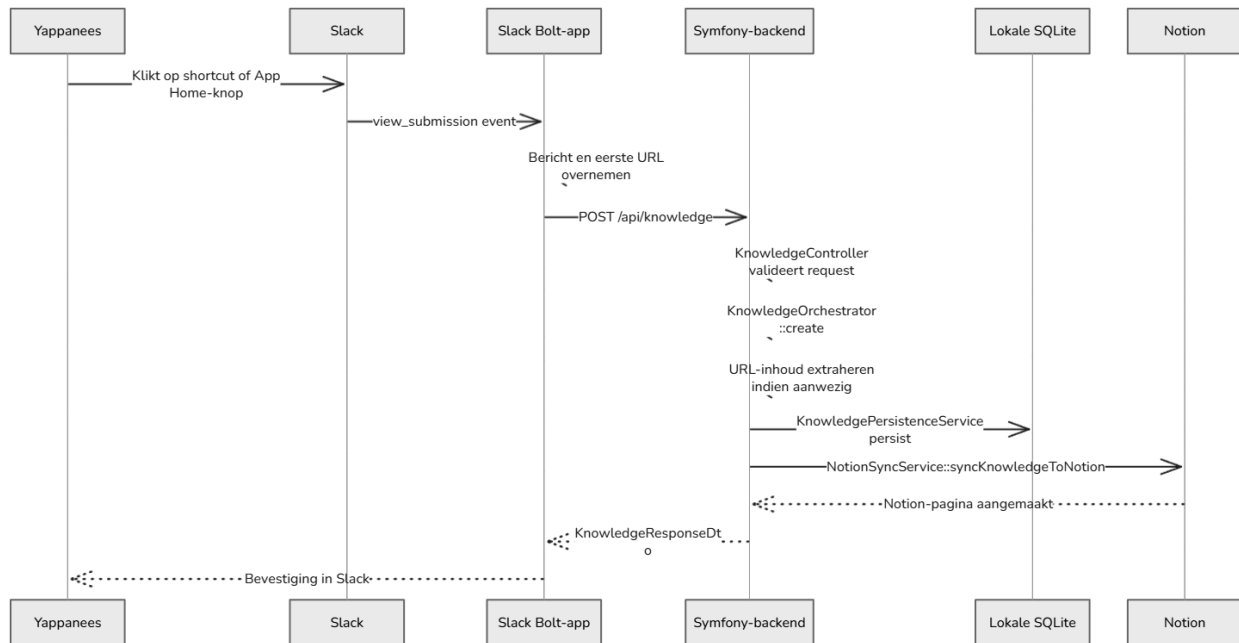 Yappanees
Slack
Slack Bolt-app
Symfony-backend
Lokale SQLite
Notion
Klikt op shortcut of App
Home-knop
view_submission event
Bericht en eerste URL
overnemen
POST /api/knowledge
KnowledgeController
valideert request
KnowledgeOrchestrator
::create
URL-inhoud extraheren
indien aanwezig
KnowledgePersistenceService
persist
NotionSyncService::syncKnowledgeToNotion
Notion-pagina aangemaakt
KnowledgeResponseDt
o
Bevestiging in Slack
Yappanees
Slack
Slack Bolt-app
Symfony-backend
Lokale SQLite
Notion